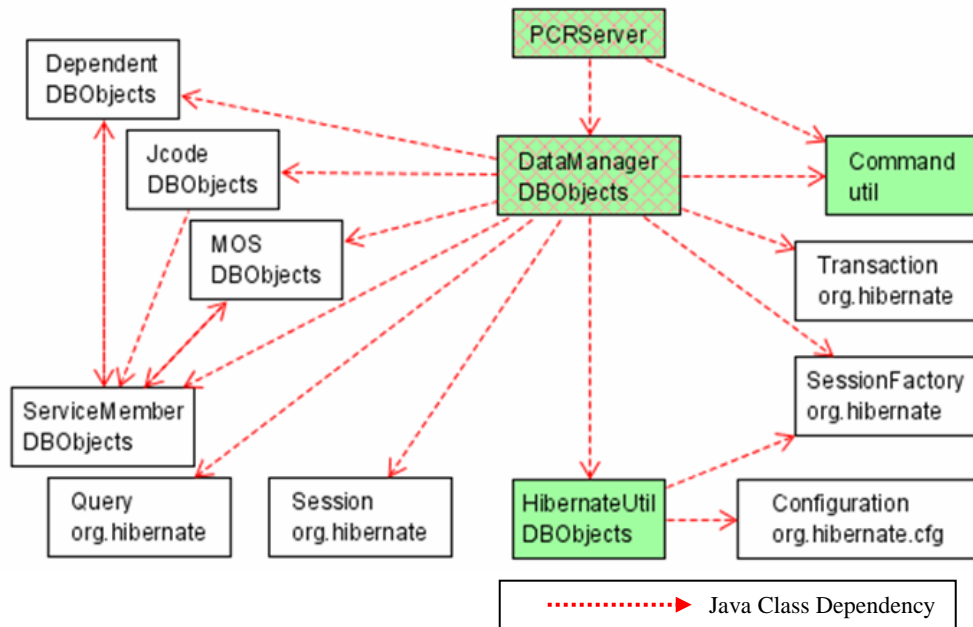 PCRServer
Dependent
DBObjects
Jcode
DBObjects
DataManager
DBObjects
Command
util
MOS
DBObjects
Transaction
org.hibernate
ServiceMember
DBObjects
SessionFactory
org.hibernate
Query
org.hibernate
Session
org.hibernate
HibernateUtil
DBObjects
Configuration
org.hibernate.cfg
Java Class Dependency